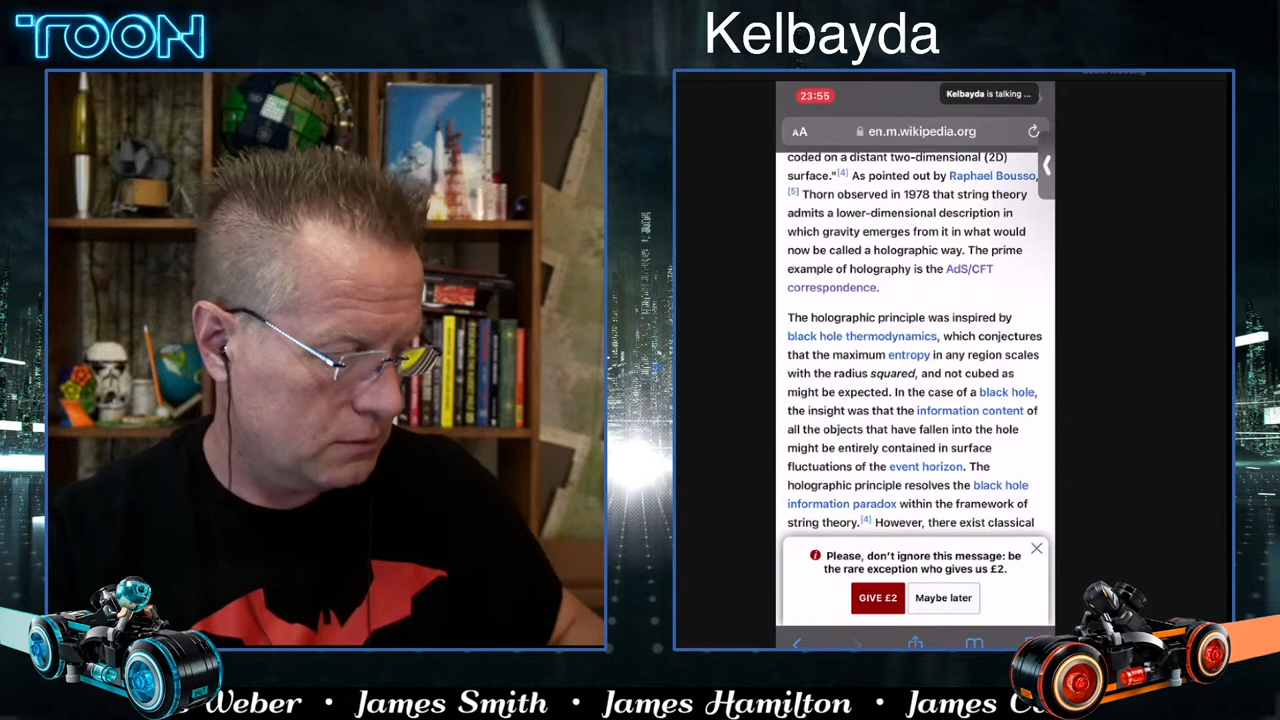 TOON
Kelbayda
23:55
Kelbayda is talking ...
AA
en.m.wikipedia.org
coded on a distant two-dimensional (2D)
surface."[4] As pointed out by Raphael Bousso,
[5] Thorn observed in 1978 that string theory
admits a lower-dimensional description in
which gravity emerges from it in what would
now be called a holographic way. The prime
example of holography is the AdS/CFT
correspondence.
The holographic principle was inspired by
black hole thermodynamics, which conjectures
that the maximum entropy in any region scales
with the radius squared, and not cubed as
might be expected. In the case of a black hole,
the insight was that the information content of
all the objects that have fallen into the hole
might be entirely contained in surface
fluctuations of the event horizon. The
holographic principle resolves the black hole
information paradox within the framework of
string theory.[4] However, there exist classical
Please, don't ignore this message: be
the rare exception who gives us £2.
GIVE £2 Maybe later
Weber • James Smith • James Hamilton • James